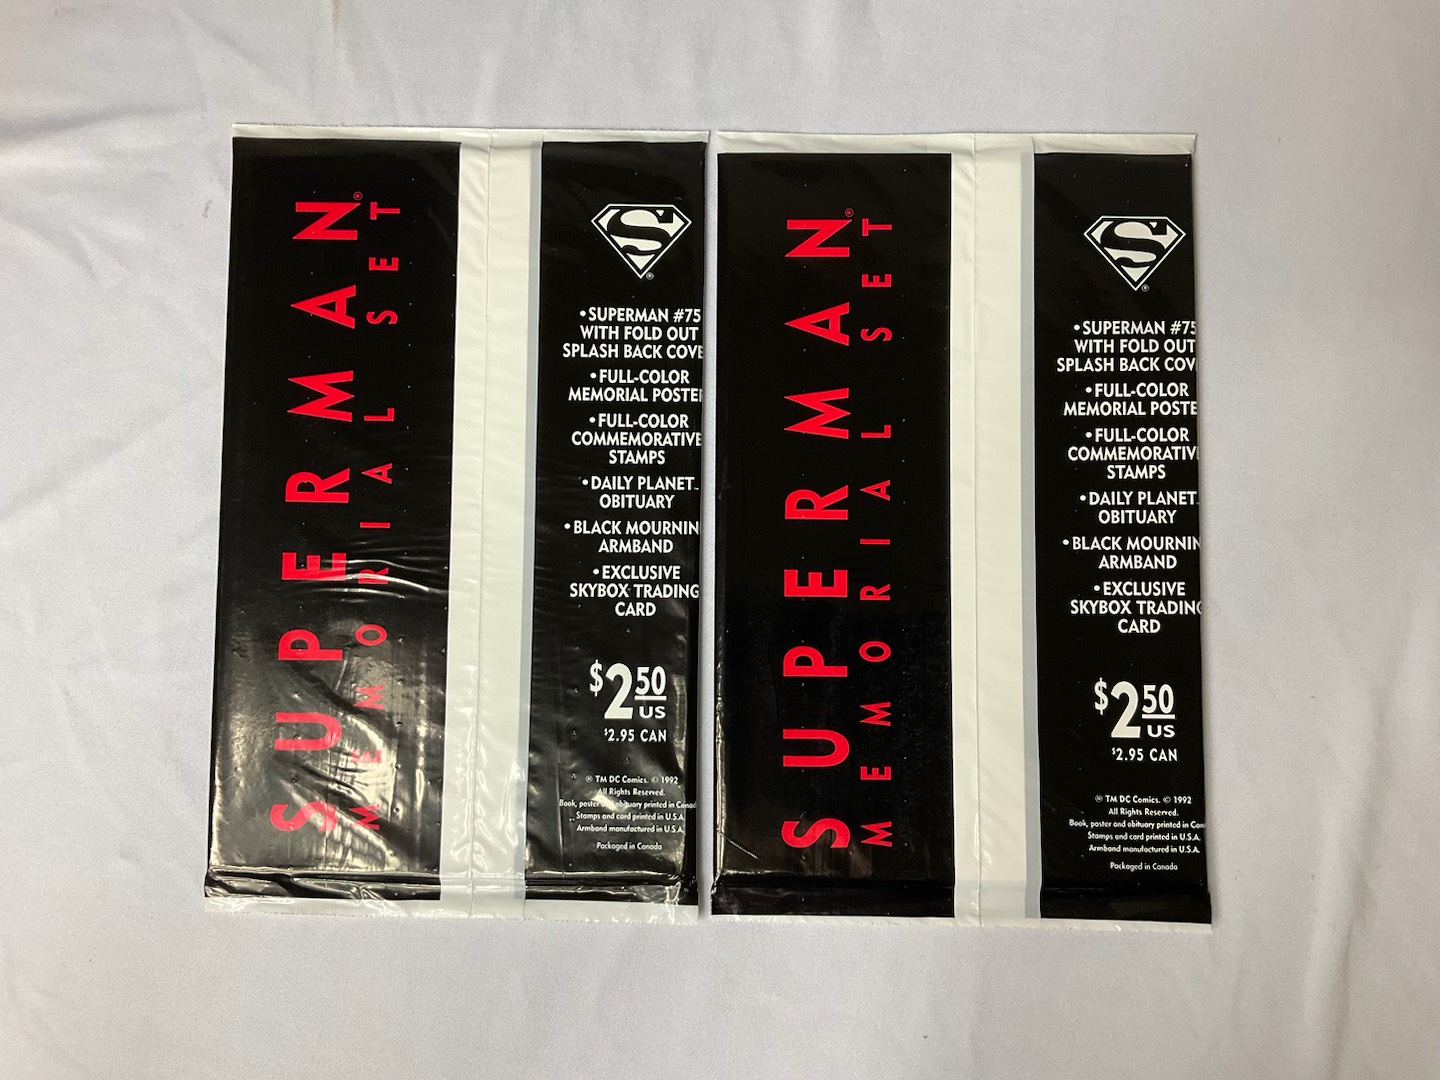 SUPERMAN®
MEMORIAL SET
S
®
• SUPERMAN #75
WITH FOLD OUT
SPLASH BACK COVE
• FULL-COLOR
MEMORIAL POSTE
• FULL-COLOR
COMMEMORATIVE
STAMPS
• DAILY PLANET
OBITUARY
• BLACK MOURNIN
ARMBAND
• EXCLUSIVE
SKYBOX TRADING
CARD
$2.50
US
$2.95 CAN
® TM DC Comics. © 1992
All Rights Reserved.
Book, poster and obituary printed in Canad
Stamps and card printed in U.S.A.
Armband manufactured in U.S.A.
Packaged in Canada
SUPERMAN®
MEMORIAL SET
S
®
• SUPERMAN #75
WITH FOLD OUT
SPLASH BACK COV
• FULL-COLOR
MEMORIAL POSTE
• FULL-COLOR
COMMEMORATIV
STAMPS
• DAILY PLANET
OBITUARY
• BLACK MOURNIN
ARMBAND
• EXCLUSIVE
SKYBOX TRADING
CARD
$2.50
US
$2.95 CAN
® TM DC Comics. © 1992
All Rights Reserved.
Book, poster and obituary printed in Can
Stamps and card printed in U.S.A.
Armband manufactured in U.S.A.
Packaged in Canada